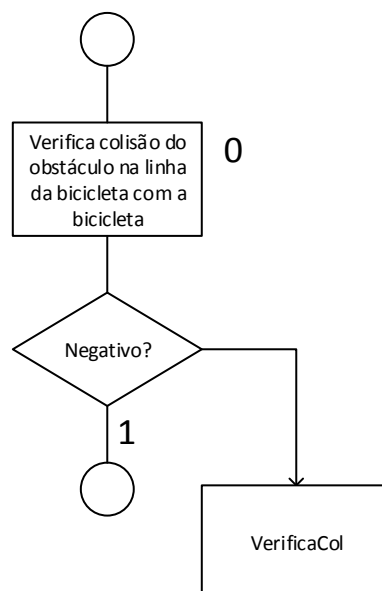 Verifica colisão do
obstáculo na linha
da bicicleta com a
bicicleta
0
Negativo?
1
VerificaCol